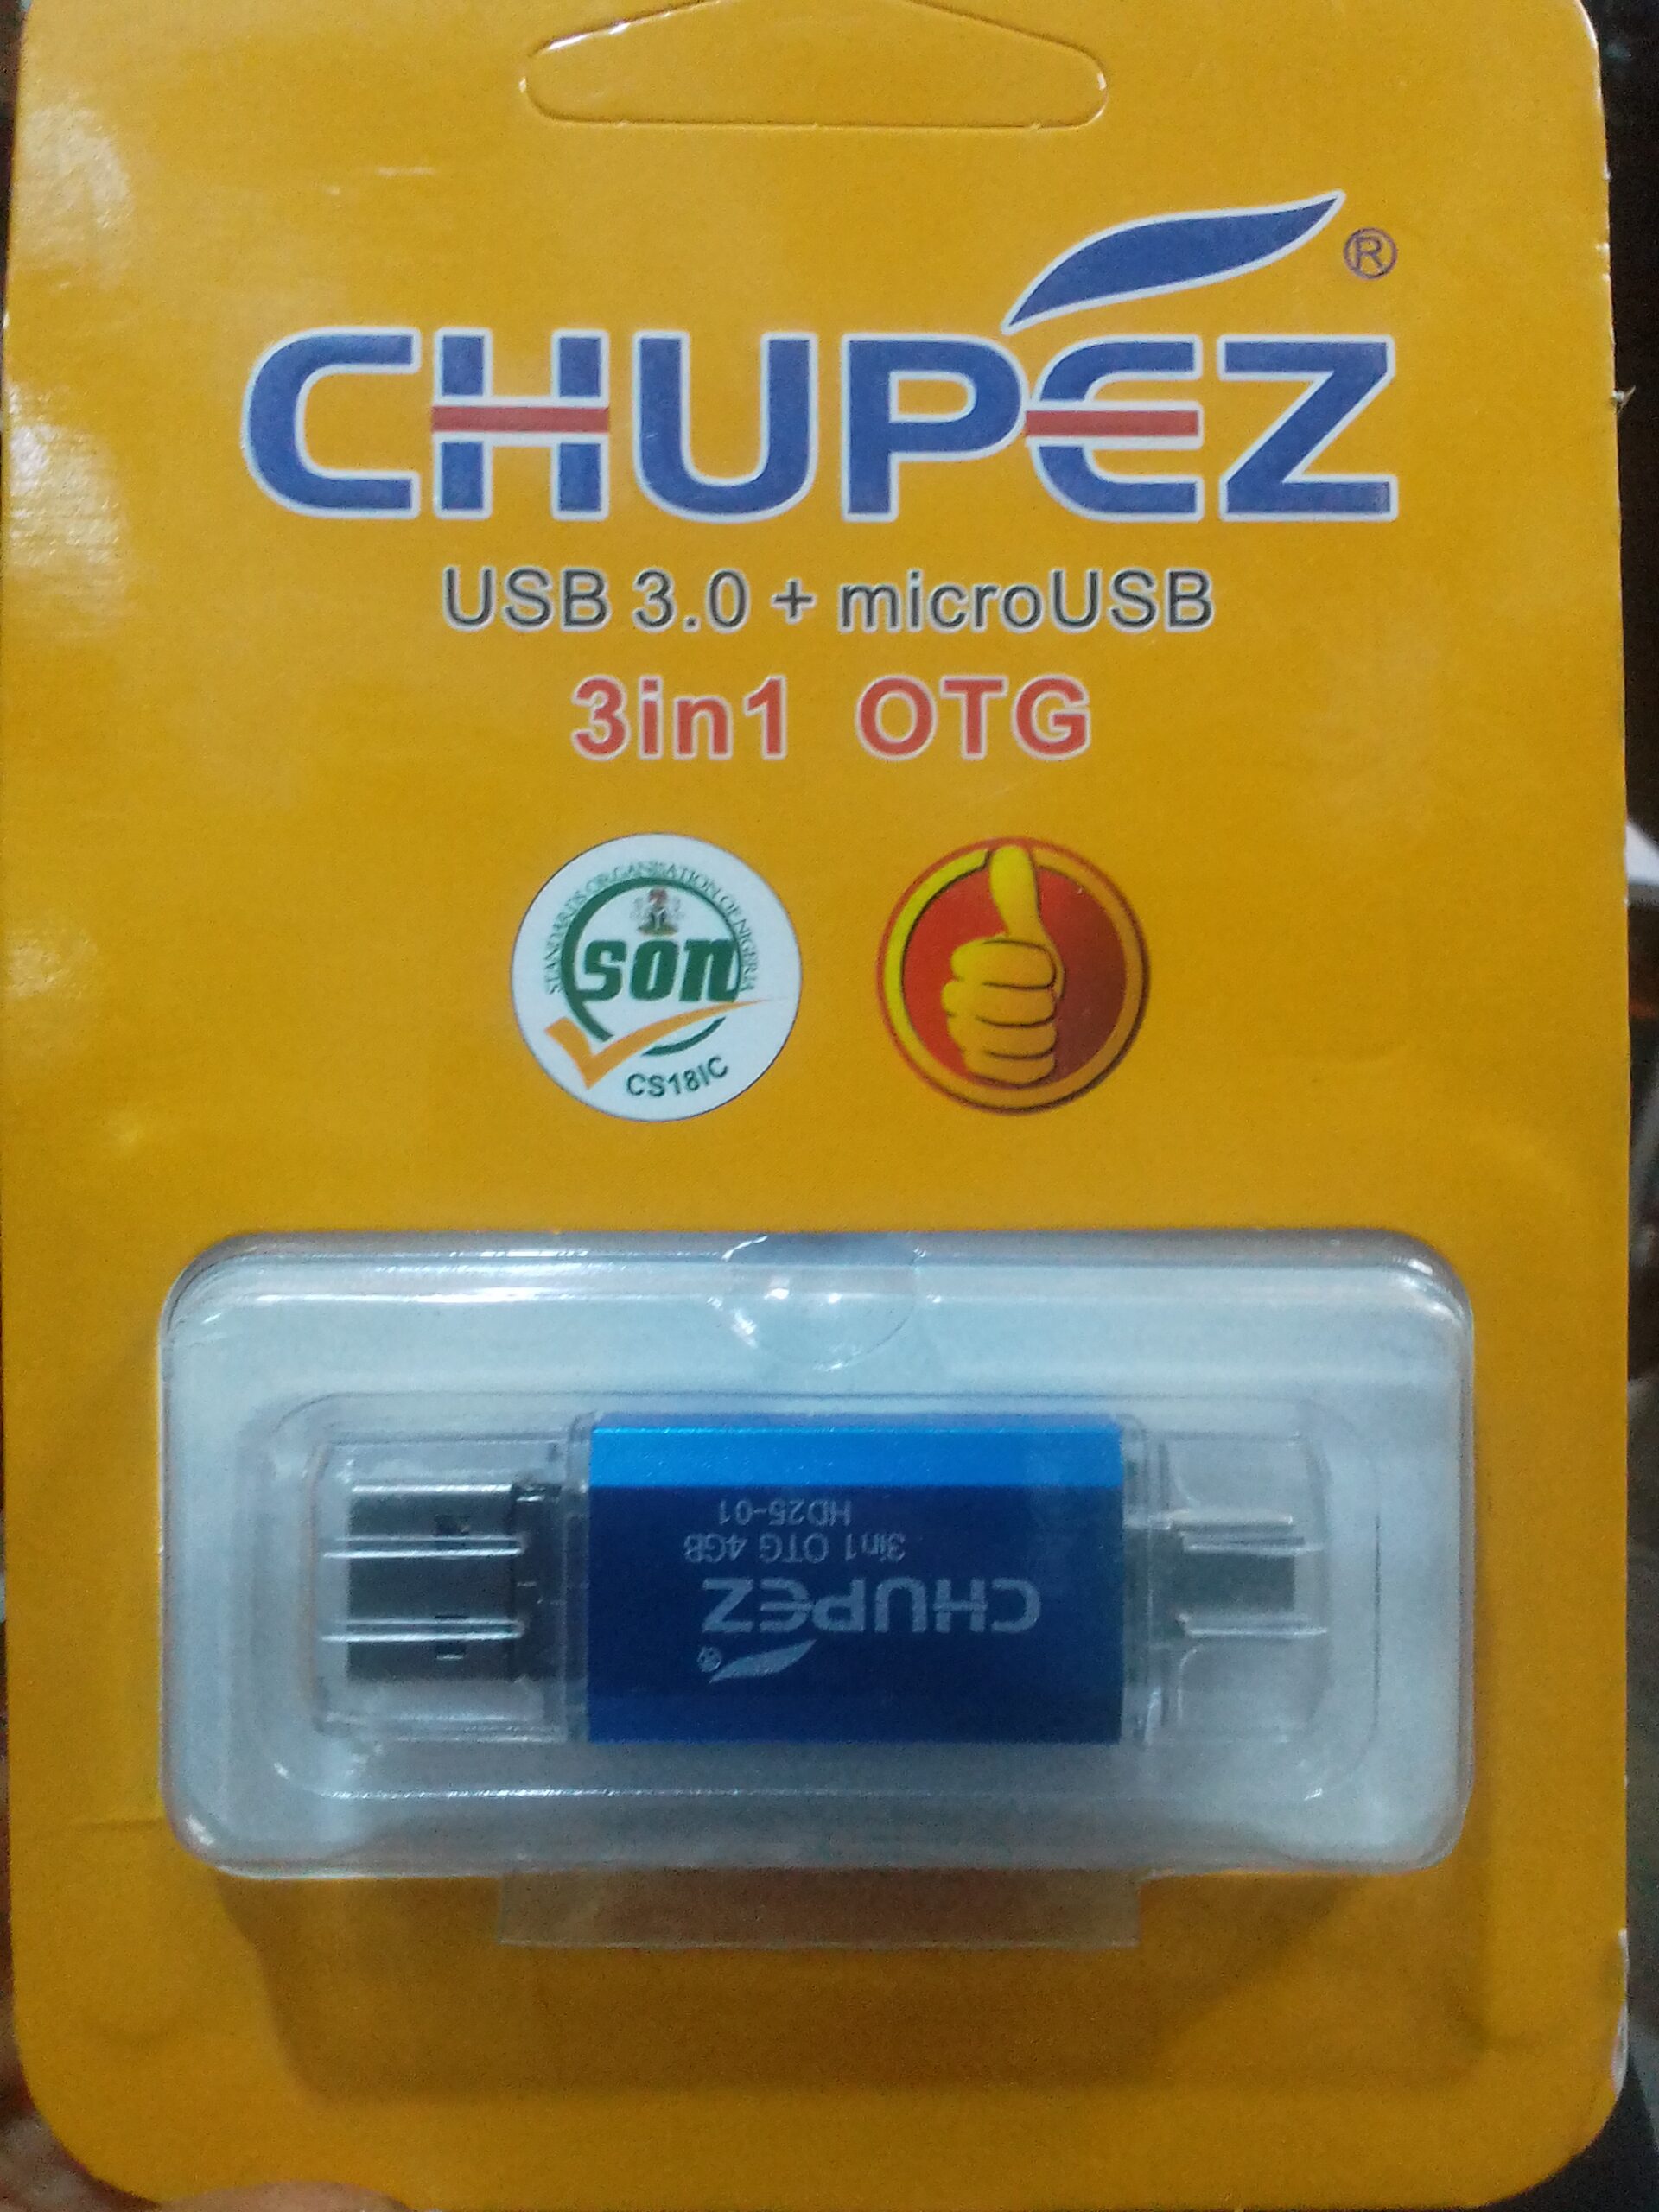 CHUPEZ ®
USB 3.0 + microUSB
3in1 OTG
STANDARDS ORGANISATION OF NIGERIA
SON
CS18IC
® 
CHUPEZ
3in1 OTG 4GB
HD25-01